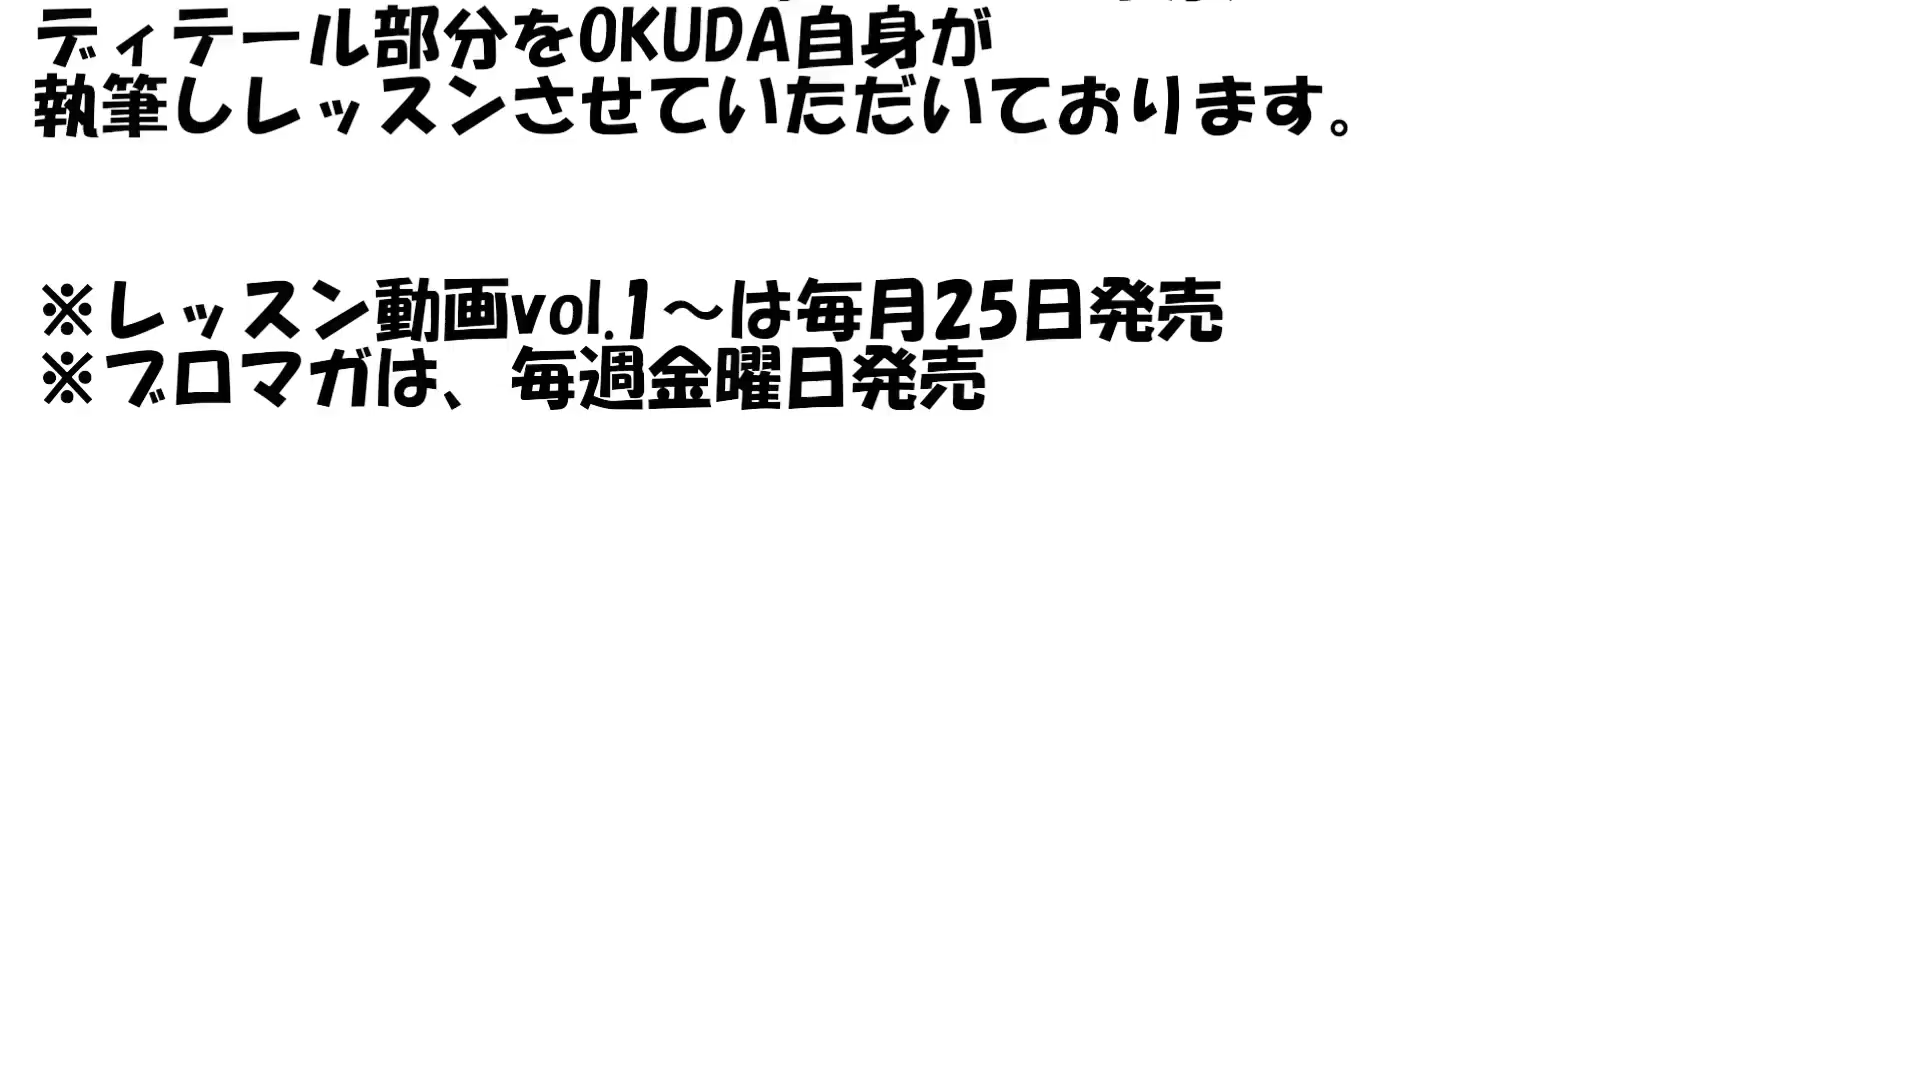 ディテール部分をOKUDA自身が
執筆しレッスンさせていただいております。
※レッスン動画vol.1〜は毎月25日発売
※ブロマガは、毎週金曜日発売